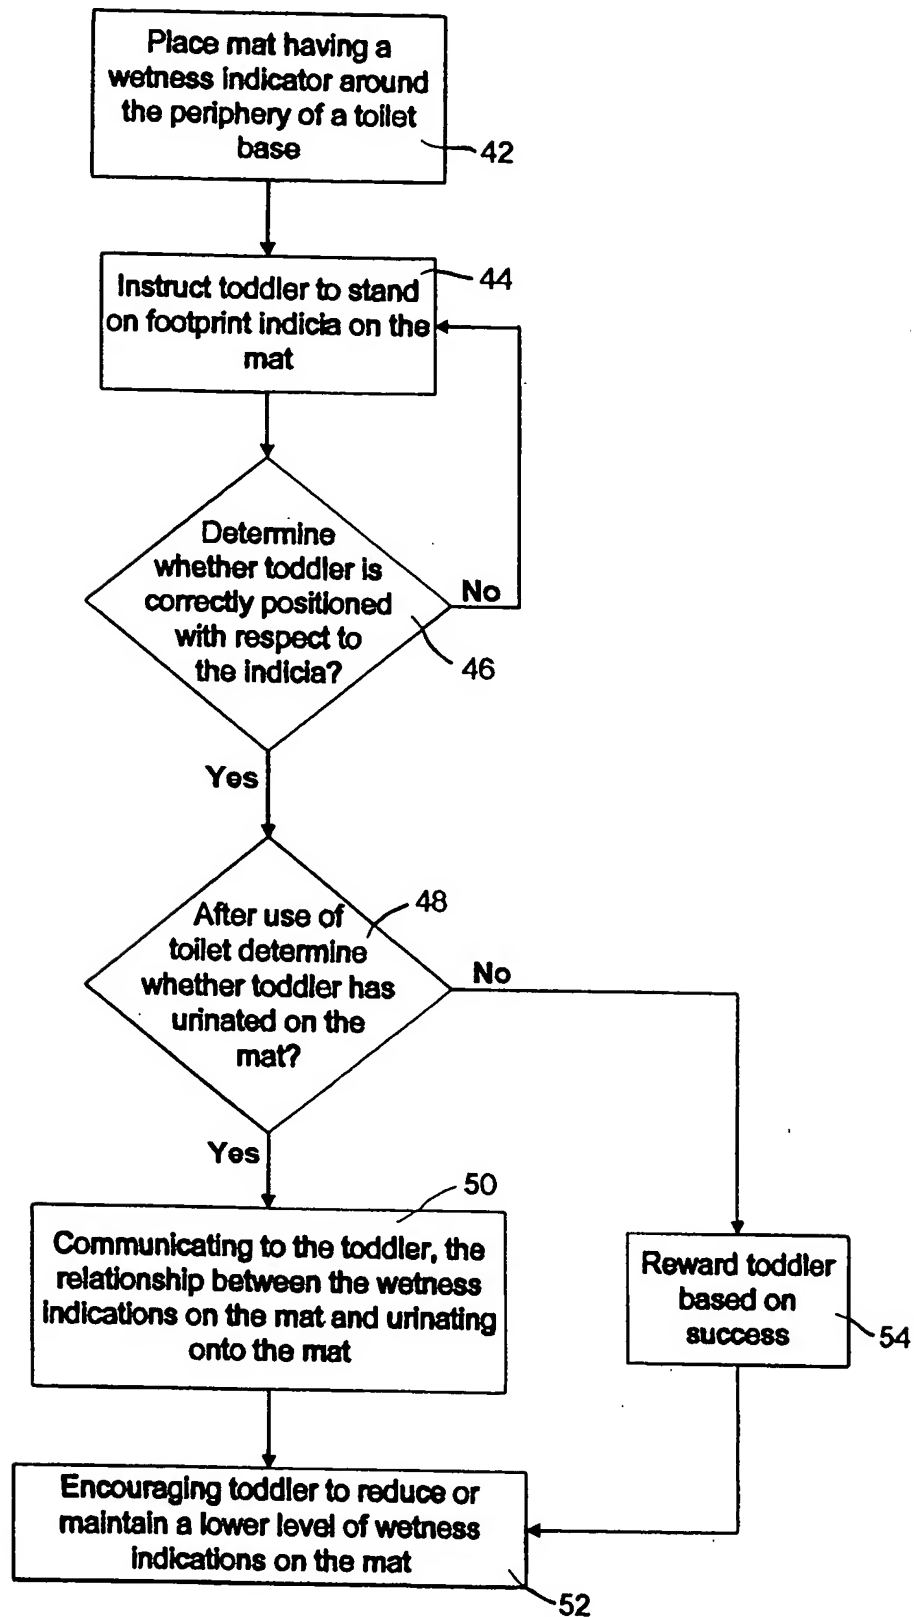 Place mat having a
wetness indicator around
the periphery of a toilet
base
42
44
Instruct toddler to stand
on footprint indicia on the
mat
Determine
whether toddler is
correctly positioned
with respect to
the indicia?
No
46
Yes
48
After use of
toilet determine
whether toddler has
urinated on the
mat?
No
Yes
50
Communicating to the toddler, the
relationship between the wetness
indications on the mat and urinating
onto the mat
Reward toddler
based on
success
54
Encouraging toddler to reduce or
maintain a lower level of wetness
indications on the mat
52